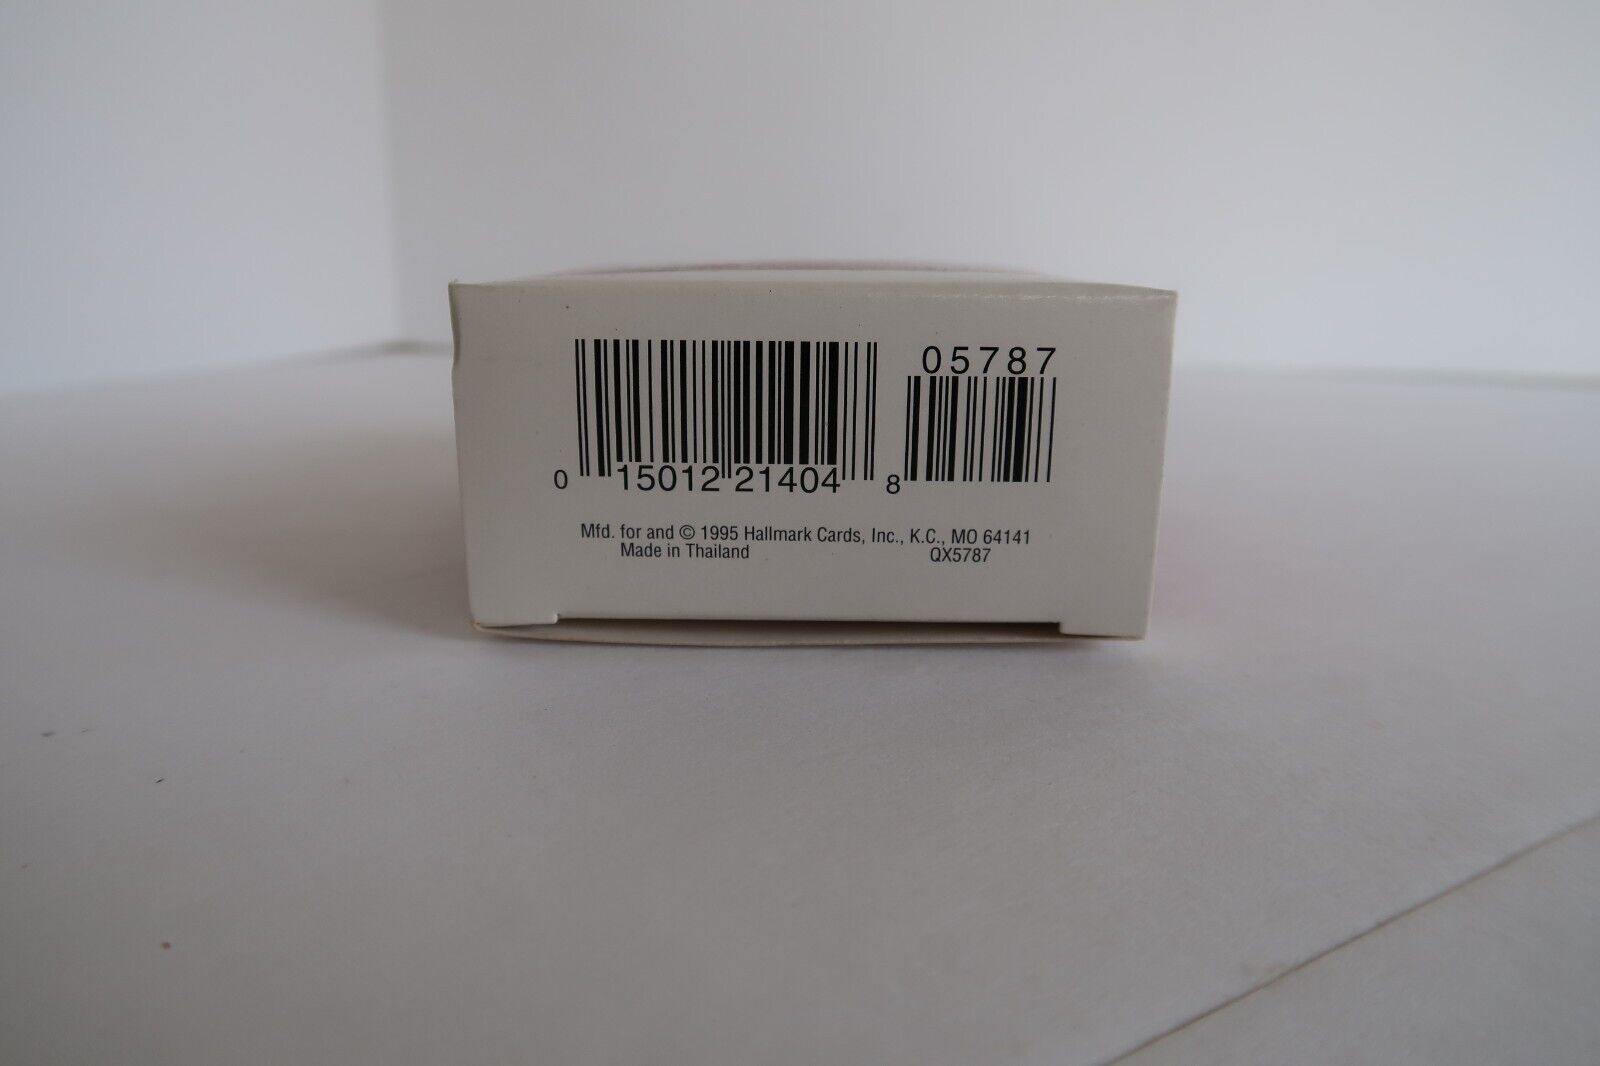 05787
0 15012 21404 8
Mfd. for and © 1995 Hallmark Cards, Inc., K.C., MO 64141
Made in Thailand QX5787